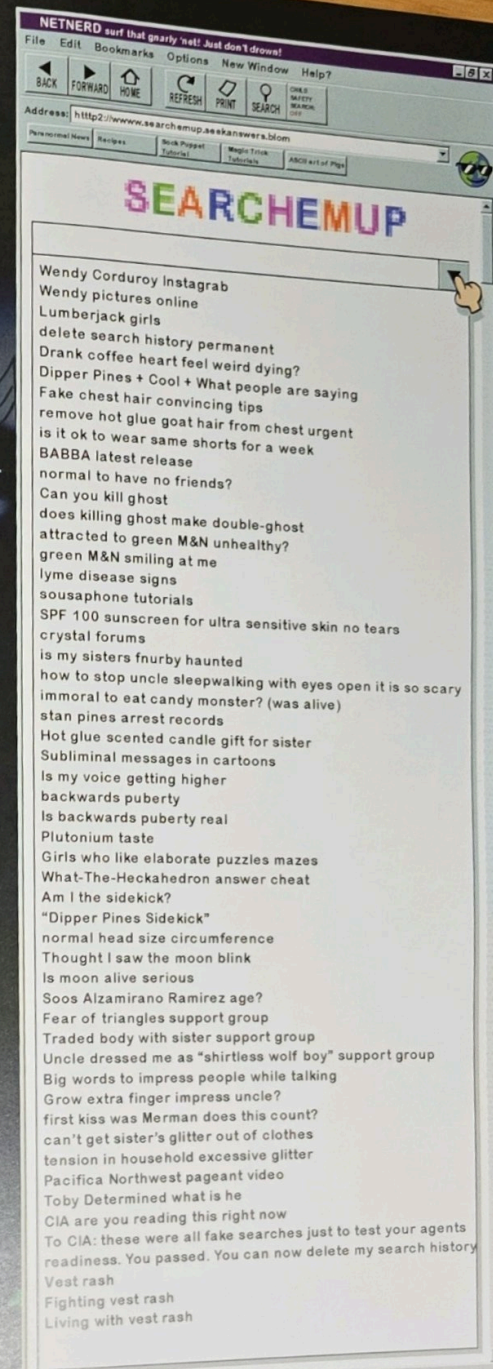 NETNERD surf that gnarly 'net! Just don't drown!
File Edit Bookmarks Options New Window Help?
BACK FORWARD HOME REFRESH PRINT SEARCH CHILD SAFETY SEARCH: OFF
Address: htttp2://wwww.searchemup.seekanswers.blom
Paranormal News Recipes Sock Puppet Tutorial Magic Trick Tutorials ASCII art of Pigs
SEARCHEMUP
Wendy Corduroy Instagrab
Wendy pictures online
Lumberjack girls
delete search history permanent
Drank coffee heart feel weird dying?
Dipper Pines + Cool + What people are saying
Fake chest hair convincing tips
remove hot glue goat hair from chest urgent
is it ok to wear same shorts for a week
BABBA latest release
normal to have no friends?
Can you kill ghost
does killing ghost make double-ghost
attracted to green M&N unhealthy?
green M&N smiling at me
lyme disease signs
sousaphone tutorials
SPF 100 sunscreen for ultra sensitive skin no tears
crystal forums
is my sisters fnurby haunted
how to stop uncle sleepwalking with eyes open it is so scary
immoral to eat candy monster? (was alive)
stan pines arrest records
Hot glue scented candle gift for sister
Subliminal messages in cartoons
Is my voice getting higher
backwards puberty
Is backwards puberty real
Plutonium taste
Girls who like elaborate puzzles mazes
What-The-Heckahedron answer cheat
Am I the sidekick?
"Dipper Pines Sidekick"
normal head size circumference
Thought I saw the moon blink
Is moon alive serious
Soos Alzamirano Ramirez age?
Fear of triangles support group
Traded body with sister support group
Uncle dressed me as "shirtless wolf boy" support group
Big words to impress people while talking
Grow extra finger impress uncle?
first kiss was Merman does this count?
can't get sister's glitter out of clothes
tension in household excessive glitter
Pacifica Northwest pageant video
Toby Determined what is he
CIA are you reading this right now
To CIA: these were all fake searches just to test your agents
readiness. You passed. You can now delete my search history
Vest rash
Fighting vest rash
Living with vest rash